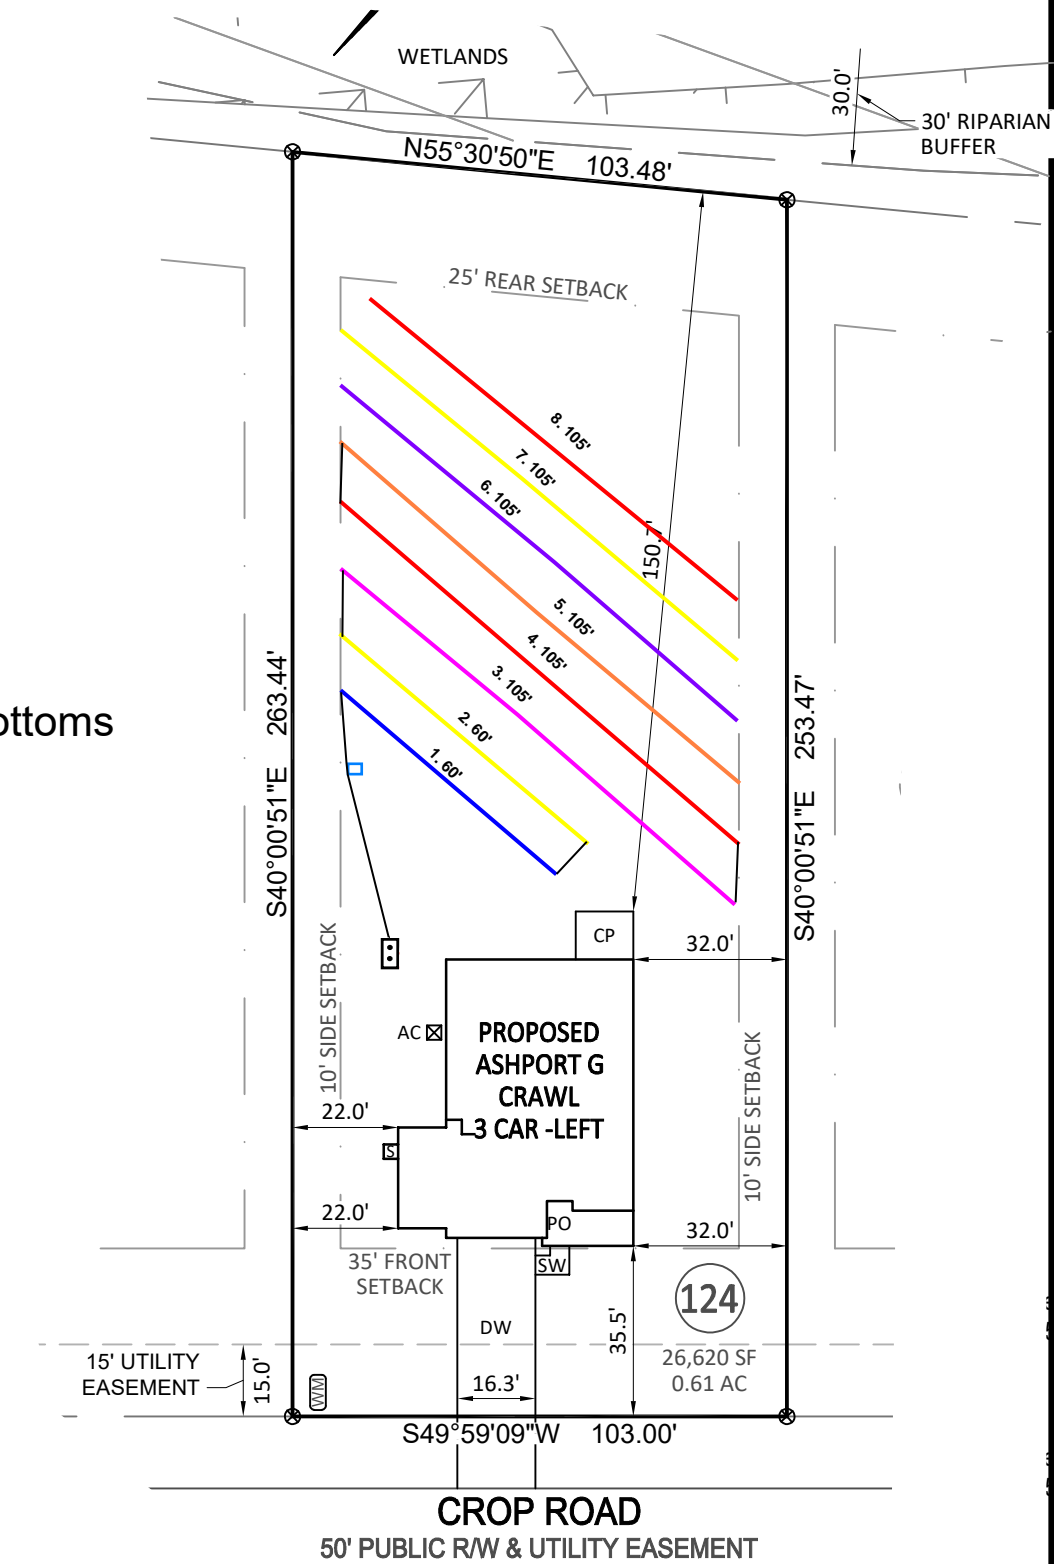 WETLANDS
30.0'
30' RIPARIAN
BUFFER
N55°30'50"E 103.48'
25' REAR SETBACK
8. 105'
7. 105'
6. 105'
5. 105'
4. 105'
3. 105'
2. 60'
1. 60'
S40°00'51"E 263.44'
S40°00'51"E 253.47'
ottoms
CP
32.0'
10' SIDE SETBACK
AC
PROPOSED
ASHPORT G
CRAWL
3 CAR -LEFT
22.0'
S
10' SIDE SETBACK
22.0'
PO
32.0'
35' FRONT
SETBACK
SW
124
DW
35.5'
26,620 SF
0.61 AC
15' UTILITY
EASEMENT
15.0'
WM
16.3'
S49°59'09"W 103.00'
CROP ROAD
50' PUBLIC R/W & UTILITY EASEMENT